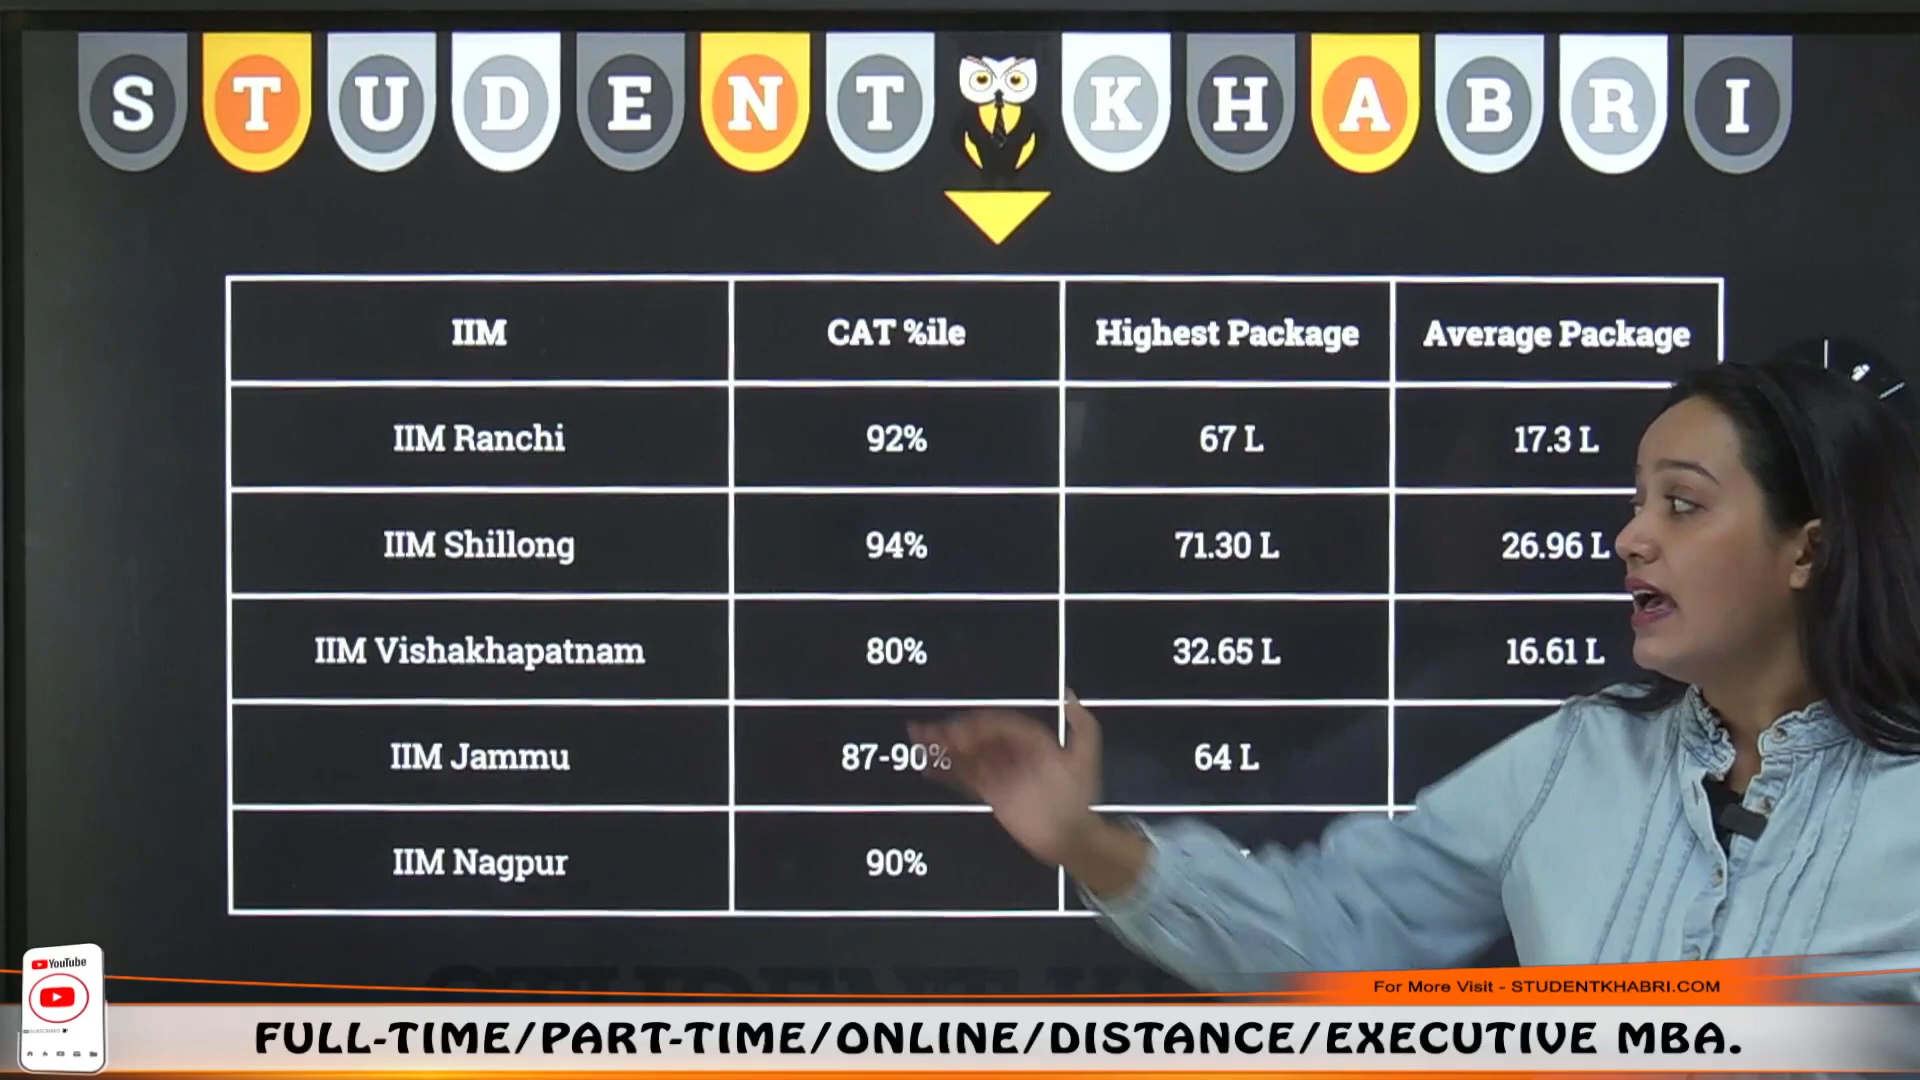 STUDENT KHABRI
IIM CAT %ile Highest Package Average Package
IIM Ranchi 92% 67 L 17.3 L
IIM Shillong 94% 71.30 L 26.96 L
IIM Vishakhapatnam 80% 32.65 L 16.61 L
IIM Jammu 87-90% 64 L
IIM Nagpur 90%
YouTube
SUBSCRIBED
For More Visit - STUDENTKHABRI.COM
FULL-TIME/PART-TIME/ONLINE/DISTANCE/EXECUTIVE MBA.